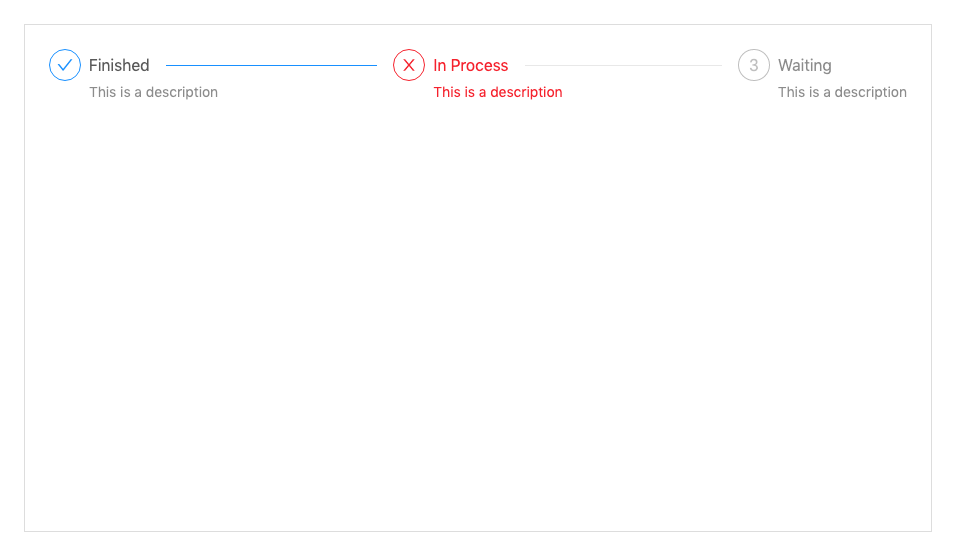 Finished
This is a description
In Process
This is a description
3 Waiting
This is a description